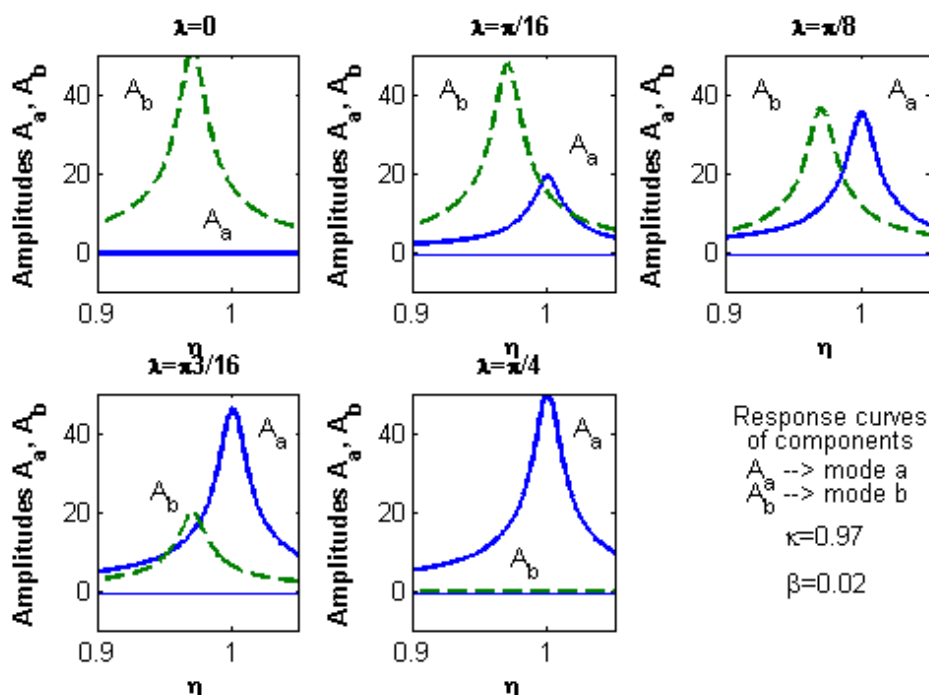 λ=0
Amplitudes A_a, A_b
40
20
0
A_b
A_a
0.9
1
η
λ=π/16
Amplitudes A_a, A_b
40
20
0
A_b
A_a
0.9
1
η
λ=π/8
Amplitudes A_a, A_b
40
20
0
A_b
A_a
0.9
1
η
λ=π3/16
Amplitudes A_a, A_b
40
20
0
A_a
A_b
0.9
1
η
λ=π/4
Amplitudes A_a, A_b
40
20
0
A_a
A_b
0.9
1
η
Response curves
of components
A_a --> mode a
A_b --> mode b
κ=0.97
β=0.02